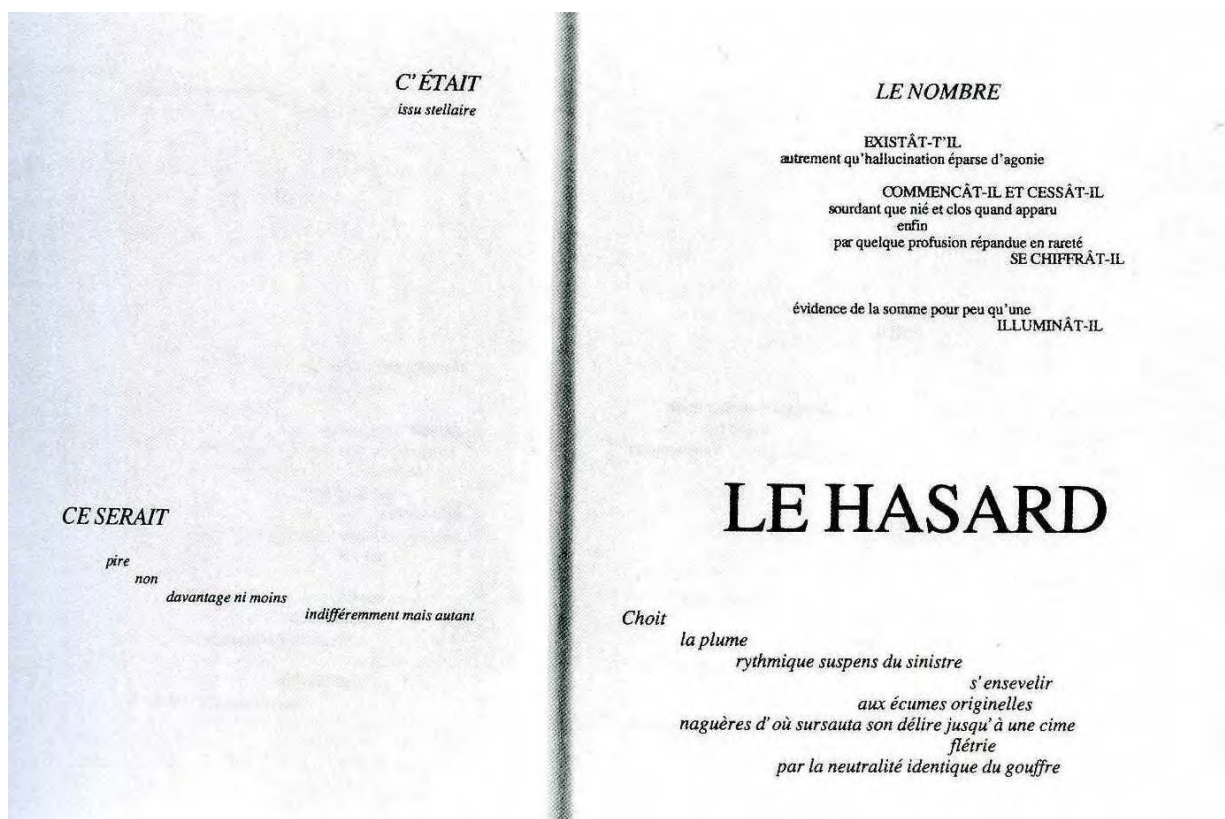 C'ÉTAIT
issu stellaire
CE SERAIT
pire
non
davantage ni moins
indifféremment mais autant
LE NOMBRE
EXISTÂT-T'IL
autrement qu'hallucination éparse d'agonie
COMMENCÂT-IL ET CESSÂT-IL
sourdant que nié et clos quand apparu
enfin
par quelque profusion répandue en rareté
SE CHIFFRÂT-IL
évidence de la somme pour peu qu'une
ILLUMINÂT-IL
LE HASARD
Choit
la plume
rythmique suspens du sinistre
s'ensevelir
aux écumes originelles
naguères d'où sursauta son délire jusqu'à une cime
flétrie
par la neutralité identique du gouffre